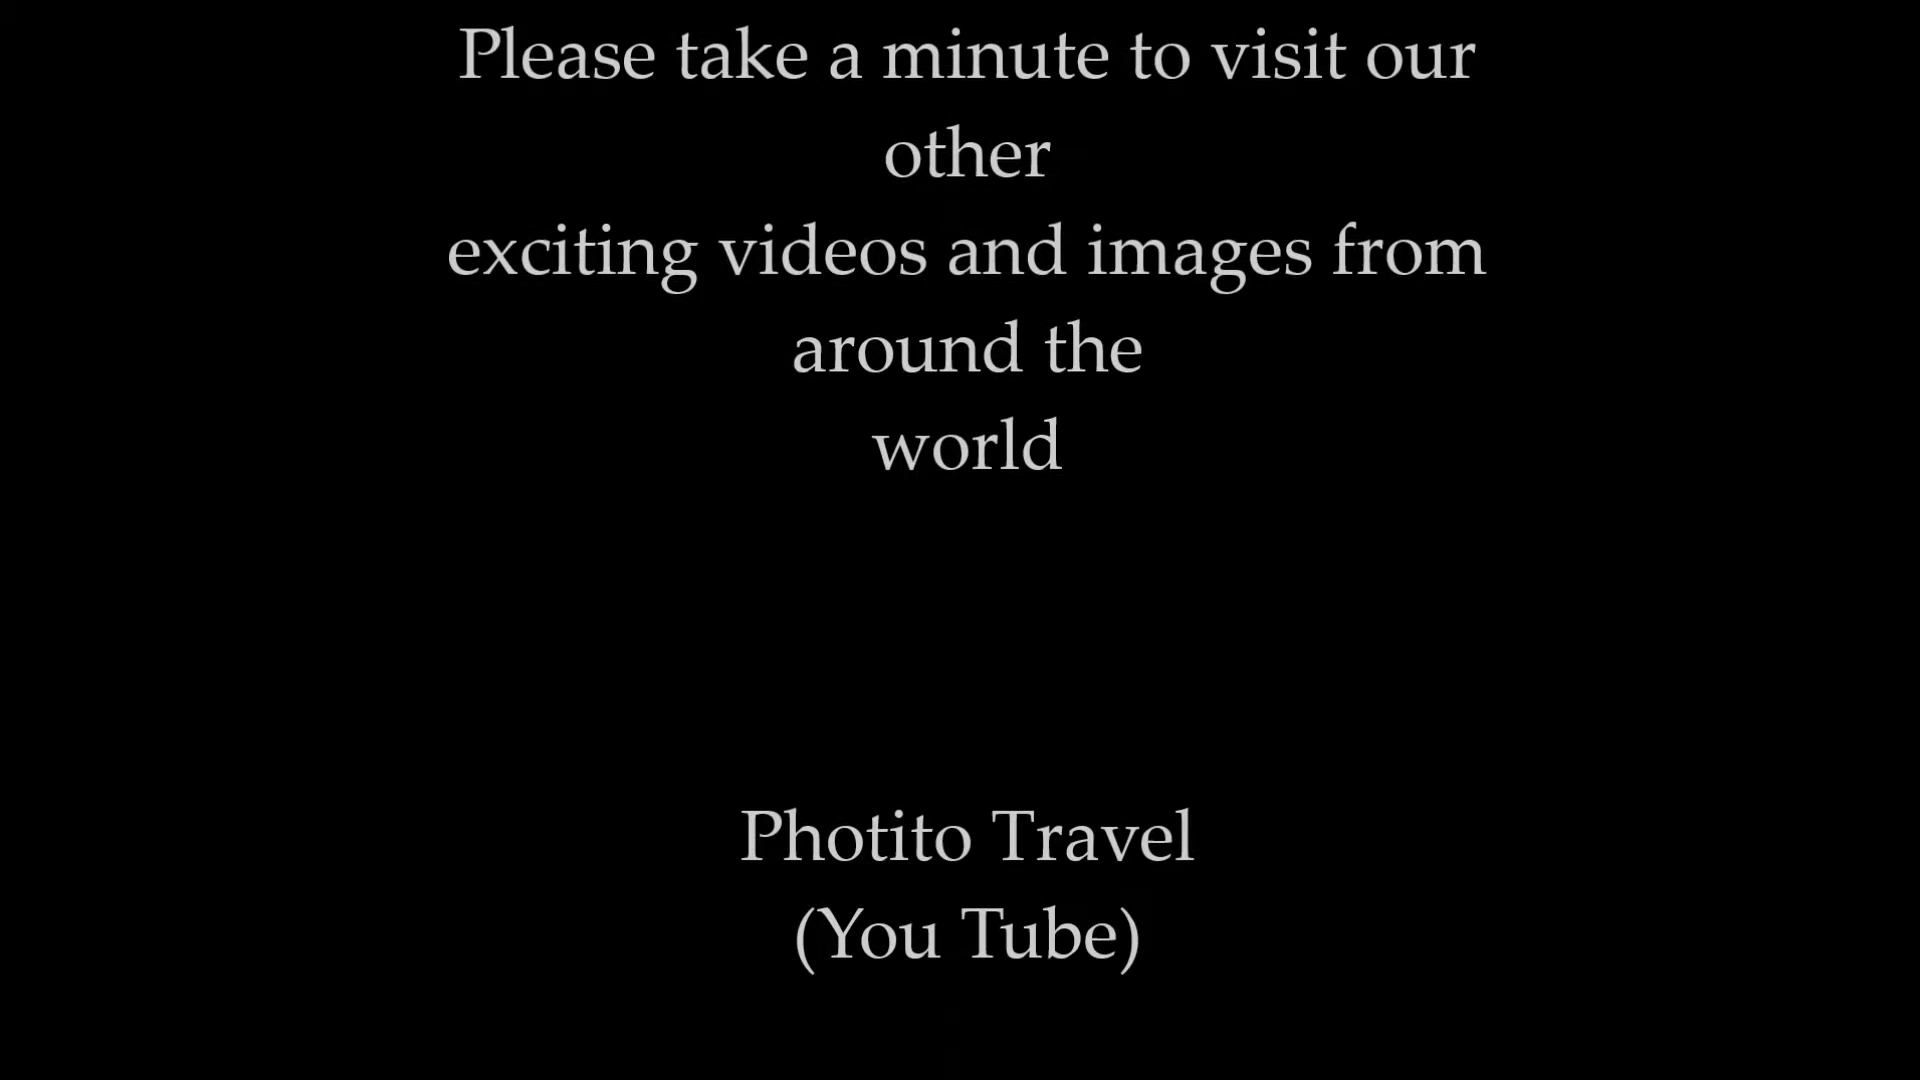 Please take a minute to visit our
other
exciting videos and images from
around the
world
Photito Travel
(You Tube)